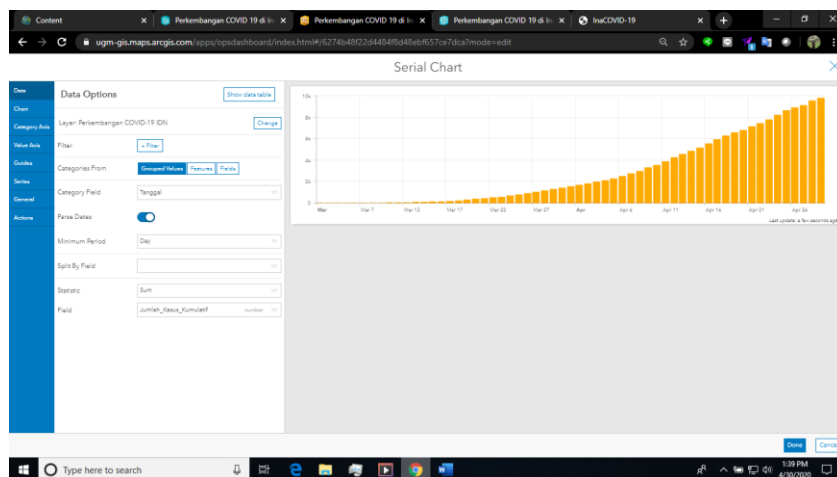 Content
Perkembangan COVID 19 di In
Perkembangan COVID 19 di In
Perkembangan COVID 19 di In
InaCOVID-19
ugm-gis.maps.arcgis.com/apps/opsdashboard/index.html#/6274b48f22d4484f8d48ebf657ce7dca?mode=edit
Serial Chart
Data
Chart
Category Axis
Value Axis
Guides
Series
General
Actions
Data Options
Show data table
Layer: Perkembangan COVID-19 IDN
Change
Filter
+ Filter
Categories From
Grouped Values
Features
Fields
Category Field
Tanggal
Parse Dates
Minimum Period
Day
Split By Field
Statistic
Sum
Field
Jumlah_Kasus_Kumulatif
number
10k
8k
6k
4k
2k
0
Mar
Mar 7
Mar 12
Mar 17
Mar 22
Mar 27
Apr
Apr 6
Apr 11
Apr 16
Apr 21
Apr 26
Last update: a few seconds ago
Done
Cance
Type here to search
1:39 PM
4/30/2020